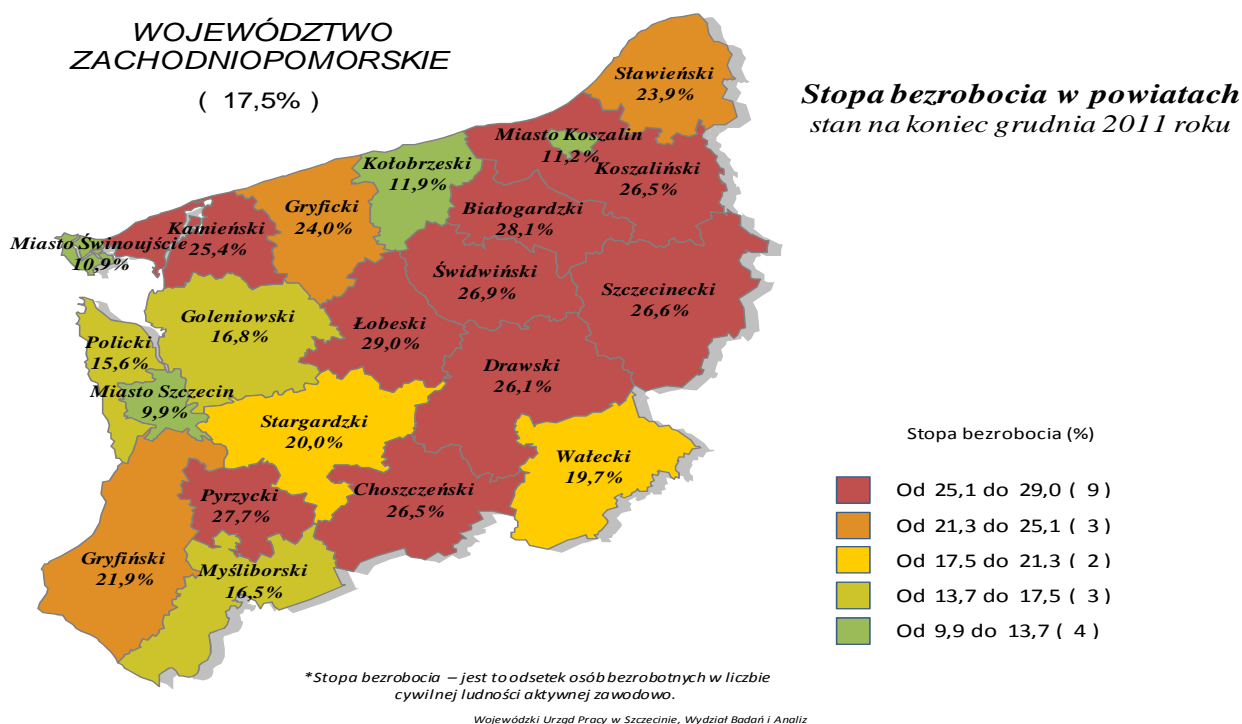 WOJEWÓDZTWO
ZACHODNIOPOMORSKIE
( 17,5% )
Stopa bezrobocia w powiatach
stan na koniec grudnia 2011 roku
Sławieński
23,9%
Miasto Koszalin
11,2%
Koszaliński
26,5%
Kołobrzeski
11,9%
Gryficki
24,0%
Białogardzki
28,1%
Kamieński
25,4%
Miasto Świnoujście
10,9%
Świdwiński
26,9%
Szczecinecki
26,6%
Goleniowski
16,8%
Łobeski
29,0%
Policki
15,6%
Drawski
26,1%
Miasto Szczecin
9,9%
Stargardzki
20,0%
Wałecki
19,7%
Pyrzycki
27,7%
Choszczeński
26,5%
Gryfiński
21,9%
Myśliborski
16,5%
Stopa bezrobocia (%)
Od 25,1 do 29,0 ( 9 )
Od 21,3 do 25,1 ( 3 )
Od 17,5 do 21,3 ( 2 )
Od 13,7 do 17,5 ( 3 )
Od 9,9 do 13,7 ( 4 )
*Stopa bezrobocia – jest to odsetek osób bezrobotnych w liczbie
cywilnej ludności aktywnej zawodowo.
Wojewódzki Urząd Pracy w Szczecinie, Wydział Badań i Analiz